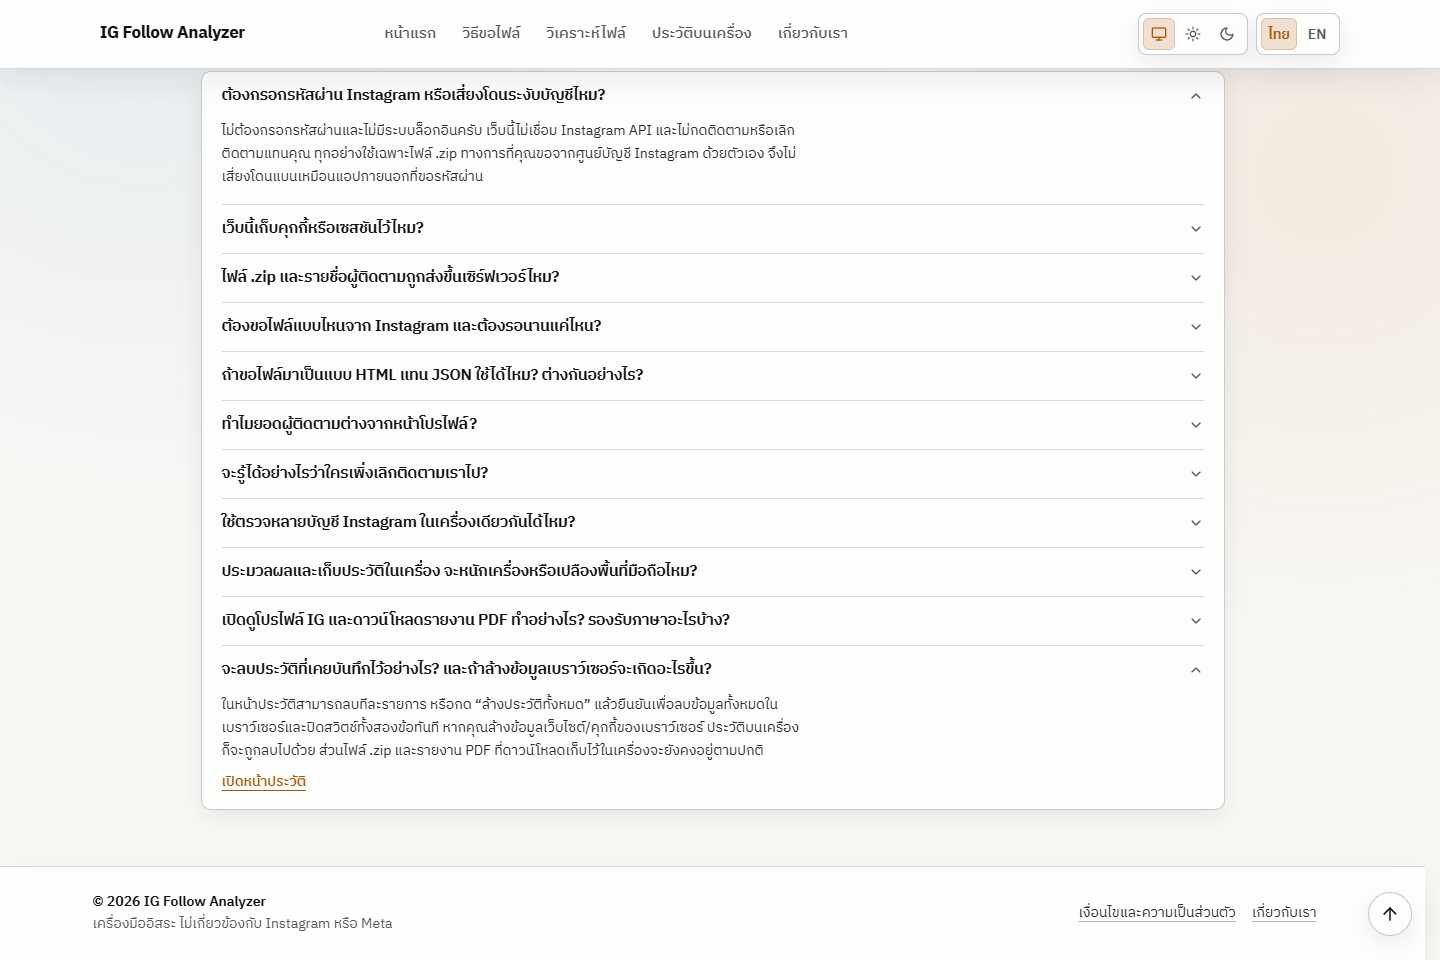 IG Follow Analyzer
หน้าแรก
วิธีขอไฟล์
วิเคราะห์ไฟล์
ประวัติบนเครื่อง
เกี่ยวกับเรา
ไทย
EN
ต้องกรอกรหัสผ่าน Instagram หรือเสี่ยงโดนระงับบัญชีไหม?
ไม่ต้องกรอกรหัสผ่านและไม่มีระบบล็อกอินครับ เว็บนี้ไม่เชื่อม Instagram API และไม่กดติดตามหรือเลิก
ติดตามแทนคุณ ทุกอย่างใช้เฉพาะไฟล์ .zip ทางการที่คุณขอจากศูนย์บัญชี Instagram ด้วยตัวเอง จึงไม่
เสี่ยงโดนแบนเหมือนแอปภายนอกที่ขอรหัสผ่าน
เว็บนี้เก็บคุกกี้หรือเซสชันไว้ไหม?
ไฟล์ .zip และรายชื่อผู้ติดตามถูกส่งขึ้นเซิร์ฟเวอร์ไหม?
ต้องขอไฟล์แบบไหนจาก Instagram และต้องรอนานแค่ไหน?
ถ้าขอไฟล์มาเป็นแบบ HTML แทน JSON ใช้ได้ไหม? ต่างกันอย่างไร?
ทำไมยอดผู้ติดตามต่างจากหน้าโปรไฟล์?
จะรู้ได้อย่างไรว่าใครเพิ่งเลิกติดตามเราไป?
ใช้ตรวจหลายบัญชี Instagram ในเครื่องเดียวกันได้ไหม?
ประมวลผลและเก็บประวัติในเครื่อง จะหนักเครื่องหรือเปลืองพื้นที่มือถือไหม?
เปิดดูโปรไฟล์ IG และดาวน์โหลดรายงาน PDF ทำอย่างไร? รองรับภาษาอะไรบ้าง?
จะลบประวัติที่เคยบันทึกไว้อย่างไร? และถ้าล้างข้อมูลเบราว์เซอร์จะเกิดอะไรขึ้น?
ในหน้าประวัติสามารถลบทีละรายการ หรือกด “ล้างประวัติทั้งหมด” แล้วยืนยันเพื่อลบข้อมูลทั้งหมดใน
เบราว์เซอร์และปิดสวิตช์ทั้งสองข้อทันที หากคุณล้างข้อมูลเว็บไซต์/คุกกี้ของเบราว์เซอร์ ประวัติบนเครื่อง
ก็จะถูกลบไปด้วย ส่วนไฟล์ .zip และรายงาน PDF ที่ดาวน์โหลดเก็บไว้ในเครื่องจะยังคงอยู่ตามปกติ
เปิดหน้าประวัติ
© 2026 IG Follow Analyzer
เครื่องมืออิสระ ไม่เกี่ยวข้องกับ Instagram หรือ Meta
เงื่อนไขและความเป็นส่วนตัว
เกี่ยวกับเรา